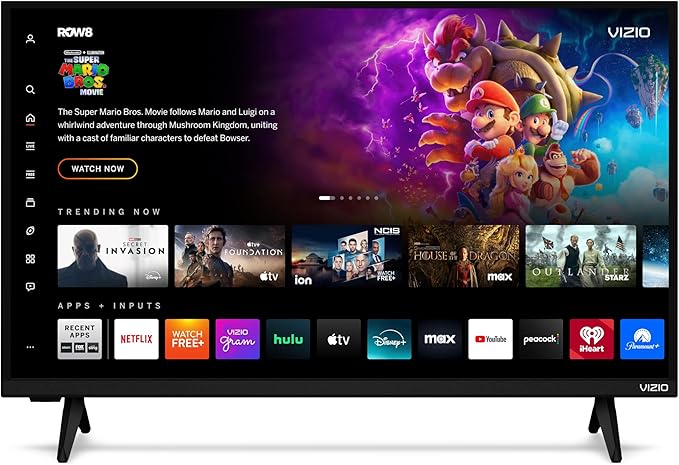 ROW8
VIZIO
THE
SUPER
MARIO
BROS.
MOVIE
The Super Mario Bros. Movie follows Mario and Luigi on a
whirlwind adventure through Mushroom Kingdom, uniting
with a cast of familiar characters to defeat Bowser.
WATCH NOW
TRENDING NOW
SECRET
INVASION
Disney+
tv+
FOUNDATION
tv
NCIS
ion
WATCH
FREE+
HOUSE OF THE DRAGON
max
OUTLANDER
STARZ
APPS + INPUTS
RECENT
APPS
NETFLIX
WATCH
FREE+
VIZIO
gram
hulu
tv
Disney+
max
YouTube
peacock
iHeart
Paramount+
LIVE
FREE
VIZIO